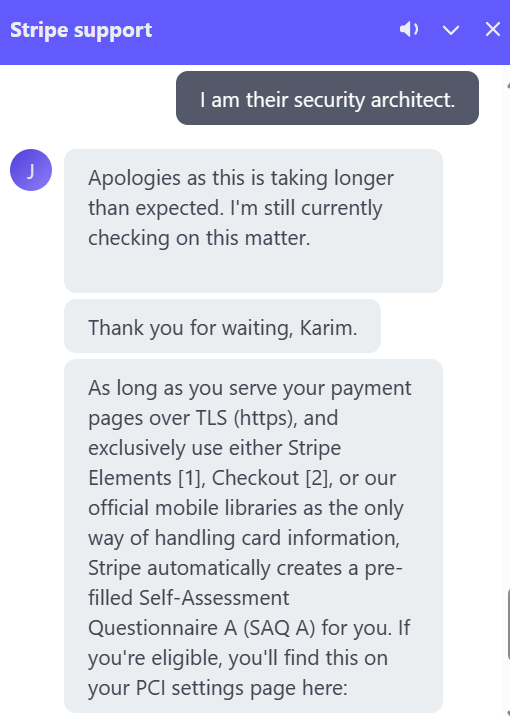 Stripe support
I am their security architect.
J
Apologies as this is taking longer
than expected. I'm still currently
checking on this matter.
Thank you for waiting, Karim.
As long as you serve your payment
pages over TLS (https), and
exclusively use either Stripe
Elements [1], Checkout [2], or our
official mobile libraries as the only
way of handling card information,
Stripe automatically creates a pre-
filled Self-Assessment
Questionnaire A (SAQ A) for you. If
you're eligible, you'll find this on
your PCI settings page here: